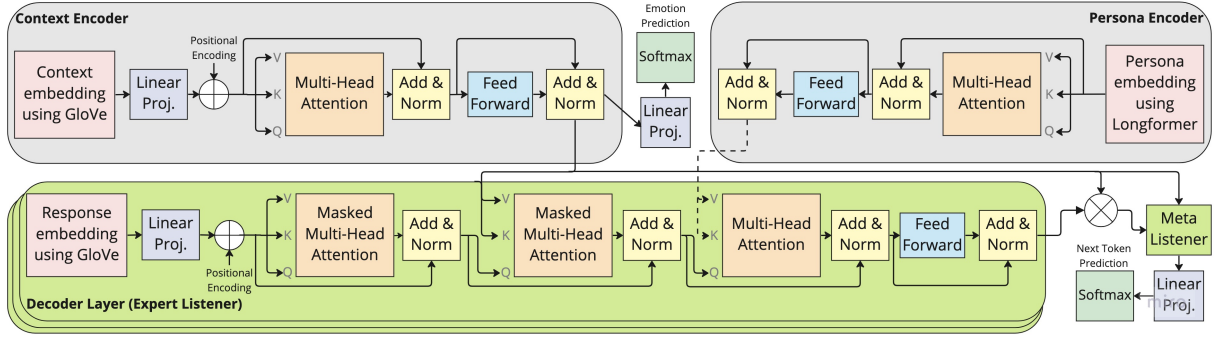 Context Encoder
Context
embedding
using GloVe
Linear
Proj.
Positional
Encoding
V
K
Q
Multi-Head
Attention
Add &
Norm
Feed
Forward
Add &
Norm
Emotion
Prediction
Softmax
Linear
Proj.
Persona Encoder
Add &
Norm
Feed
Forward
Add &
Norm
Multi-Head
Attention
V
K
Q
Persona
embedding
using
Longformer
Response
embedding
using GloVe
Linear
Proj.
Positional
Encoding
V
K
Q
Masked
Multi-Head
Attention
Add &
Norm
V
K
Q
Masked
Multi-Head
Attention
Add &
Norm
V
K
Q
Multi-Head
Attention
Add &
Norm
Feed
Forward
Add &
Norm
Decoder Layer (Expert Listener)
Meta
Listener
Next Token
Prediction
Softmax
Linear
Proj.
miro